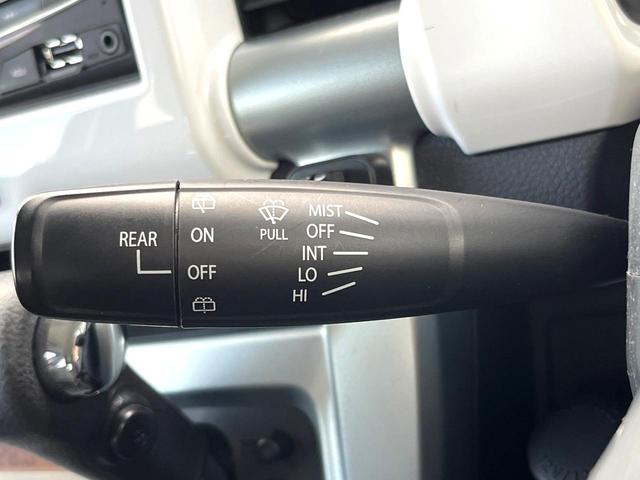 REAR
ON
OFF
PULL
MIST
OFF
INT
LO
HI